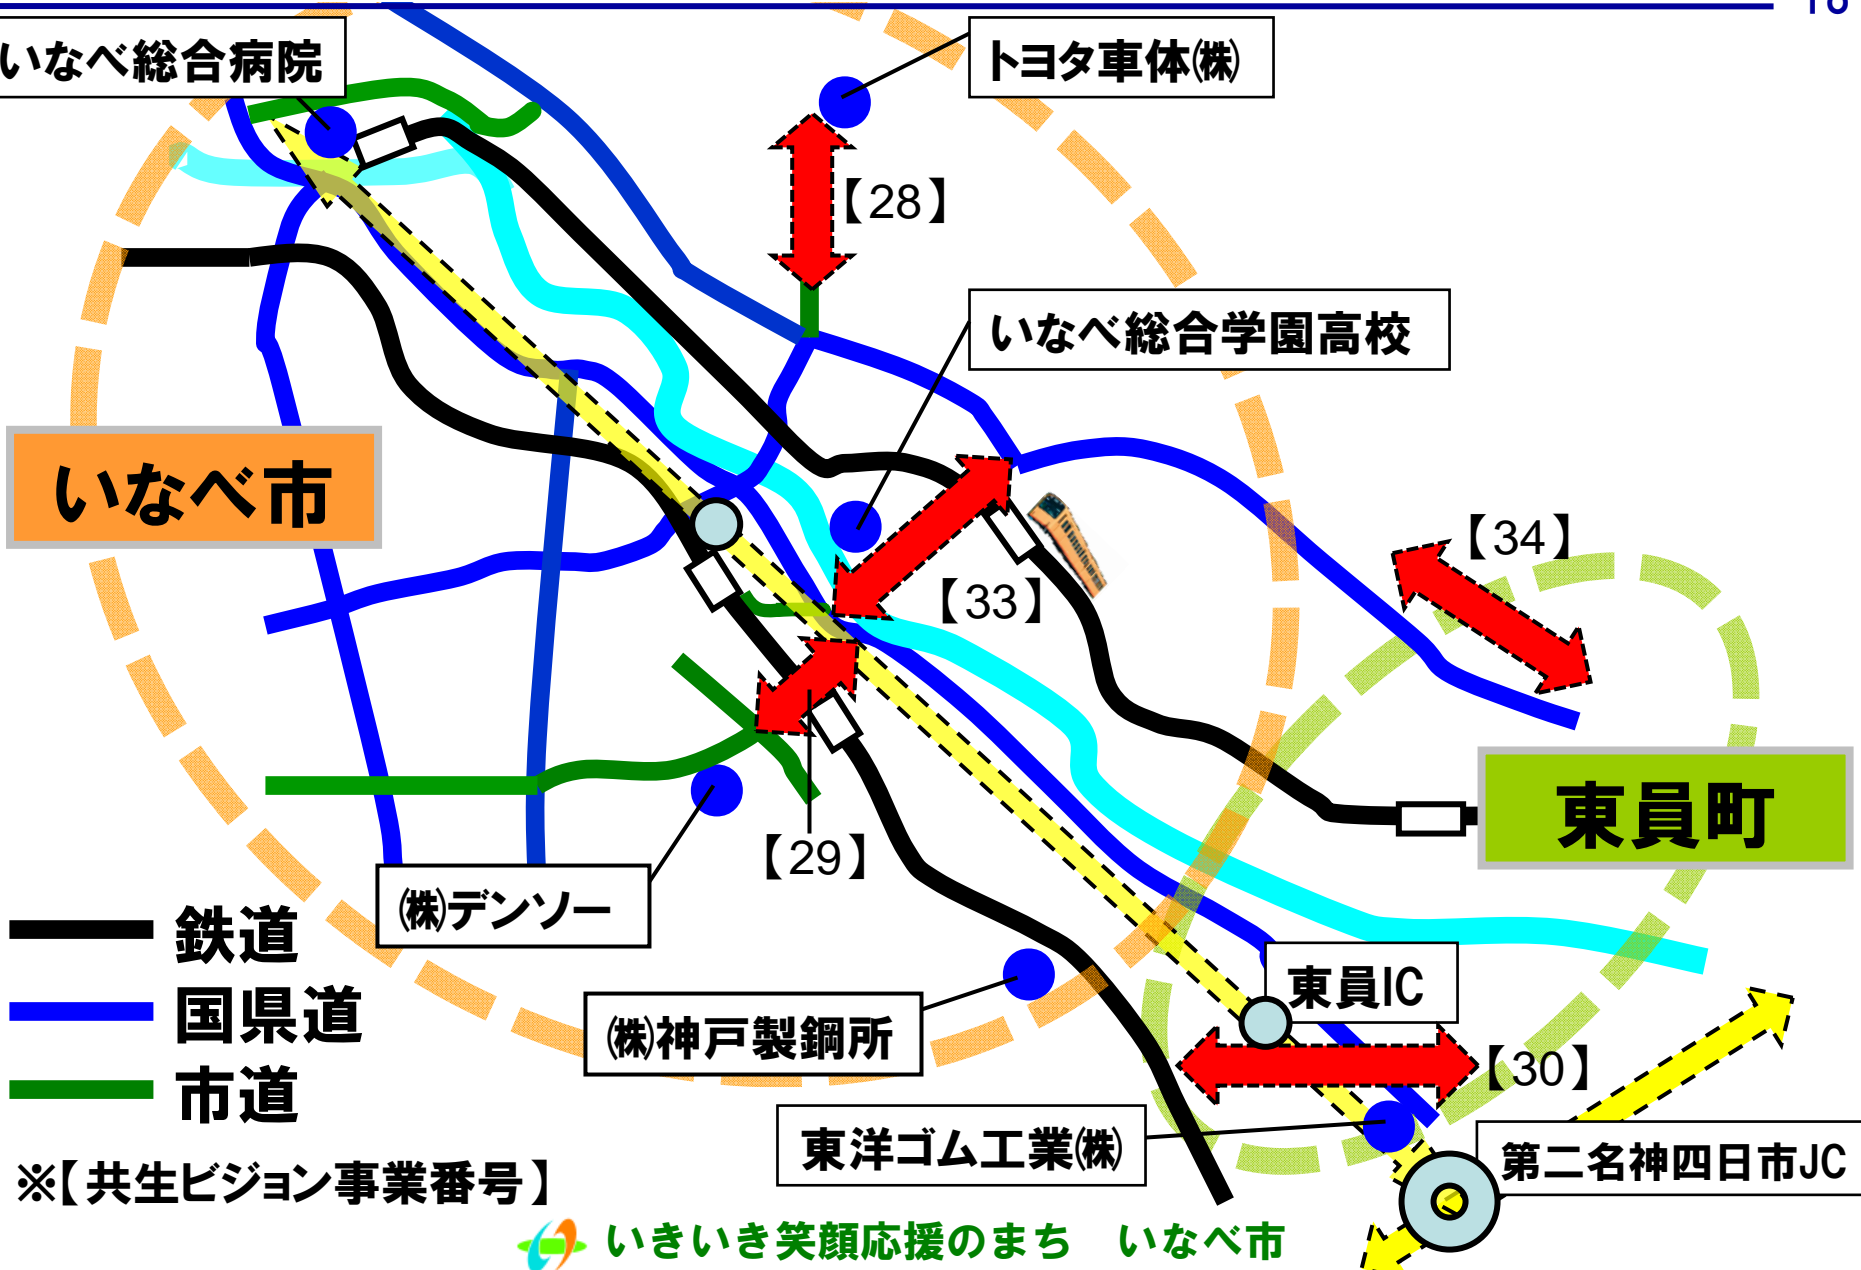 いなべ総合病院
トヨタ車体㈱
【28】
いなべ総合学園高校
いなべ市
【34】
【33】
東員町
【29】
㈱デンソー
鉄道
国県道
市道
東員IC
㈱神戸製鋼所
【30】
東洋ゴム工業㈱
第二名神四日市JC
※【共生ビジョン事業番号】
いきいき笑顔応援のまち　いなべ市